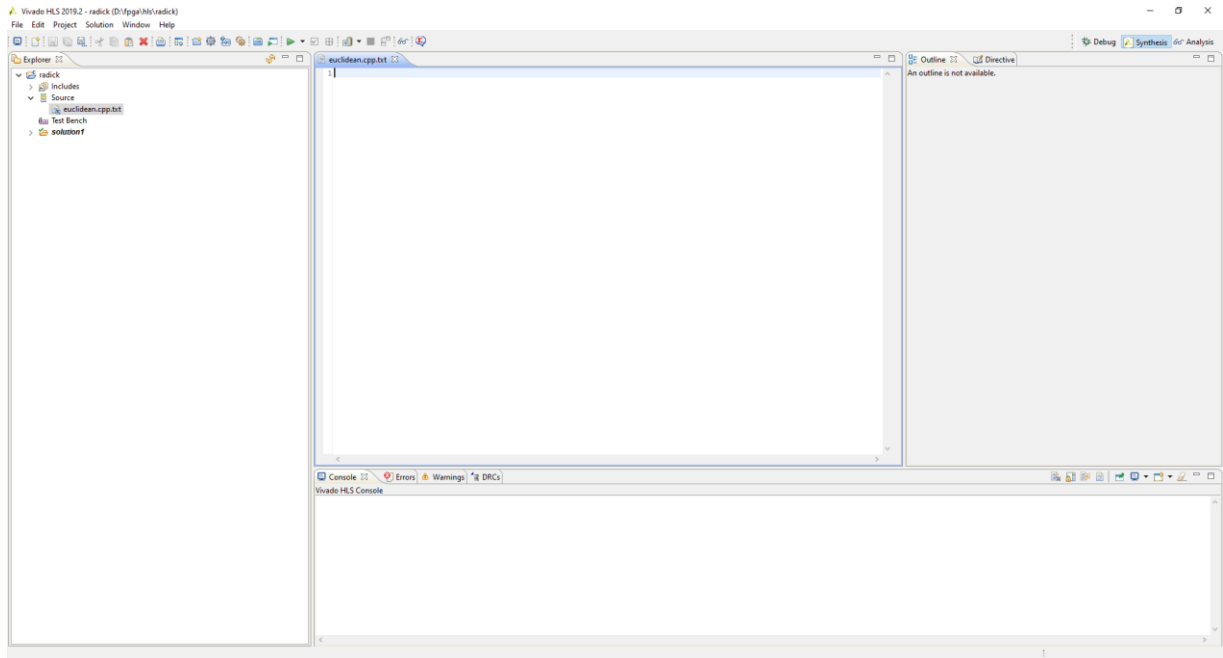 Vivado HLS 2019.2 - radick (D:\fpga\hls\radick)
File Edit Project Solution Window Help
Debug Synthesis Analysis
Explorer
radick
Includes
Source
euclidean.cpp.txt
Test Bench
solution1
euclidean.cpp.txt
1
Outline Directive
An outline is not available.
Console Errors Warnings DRCs
Vivado HLS Console